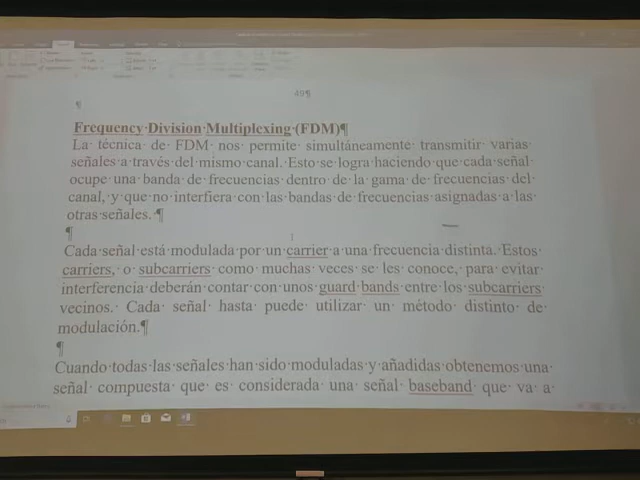 49¶
¶
Frequency Division Multiplexing (FDM)¶
La técnica de FDM nos permite simultáneamente transmitir varias
señales a través del mismo canal. Esto se logra haciendo que cada señal
ocupe una banda de frecuencias dentro de la gama de frecuencias del
canal, y que no interfiera con las bandas de frecuencias asignadas a las
otras señales. ¶
¶
Cada señal está modulada por un carrier a una frecuencia distinta. Estos
carriers, o subcarriers como muchas veces se les conoce, para evitar
interferencia deberán contar con unos guard bands entre los subcarriers
vecinos. Cada señal hasta puede utilizar un método distinto de
modulación.¶
¶
Cuando todas las señales han sido moduladas y añadidas obtenemos una
señal compuesta que es considerada una señal baseband que va a